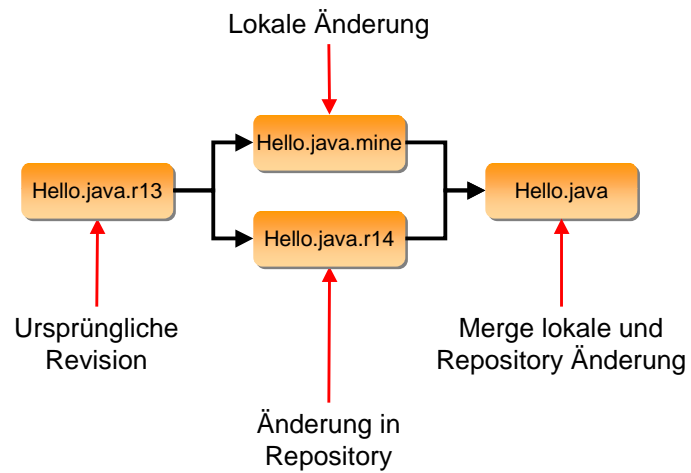 Lokale Änderung
Hello.java.mine
Hello.java.r13
Hello.java
Hello.java.r14
Ursprüngliche
Revision
Merge lokale und
Repository Änderung
Änderung in
Repository